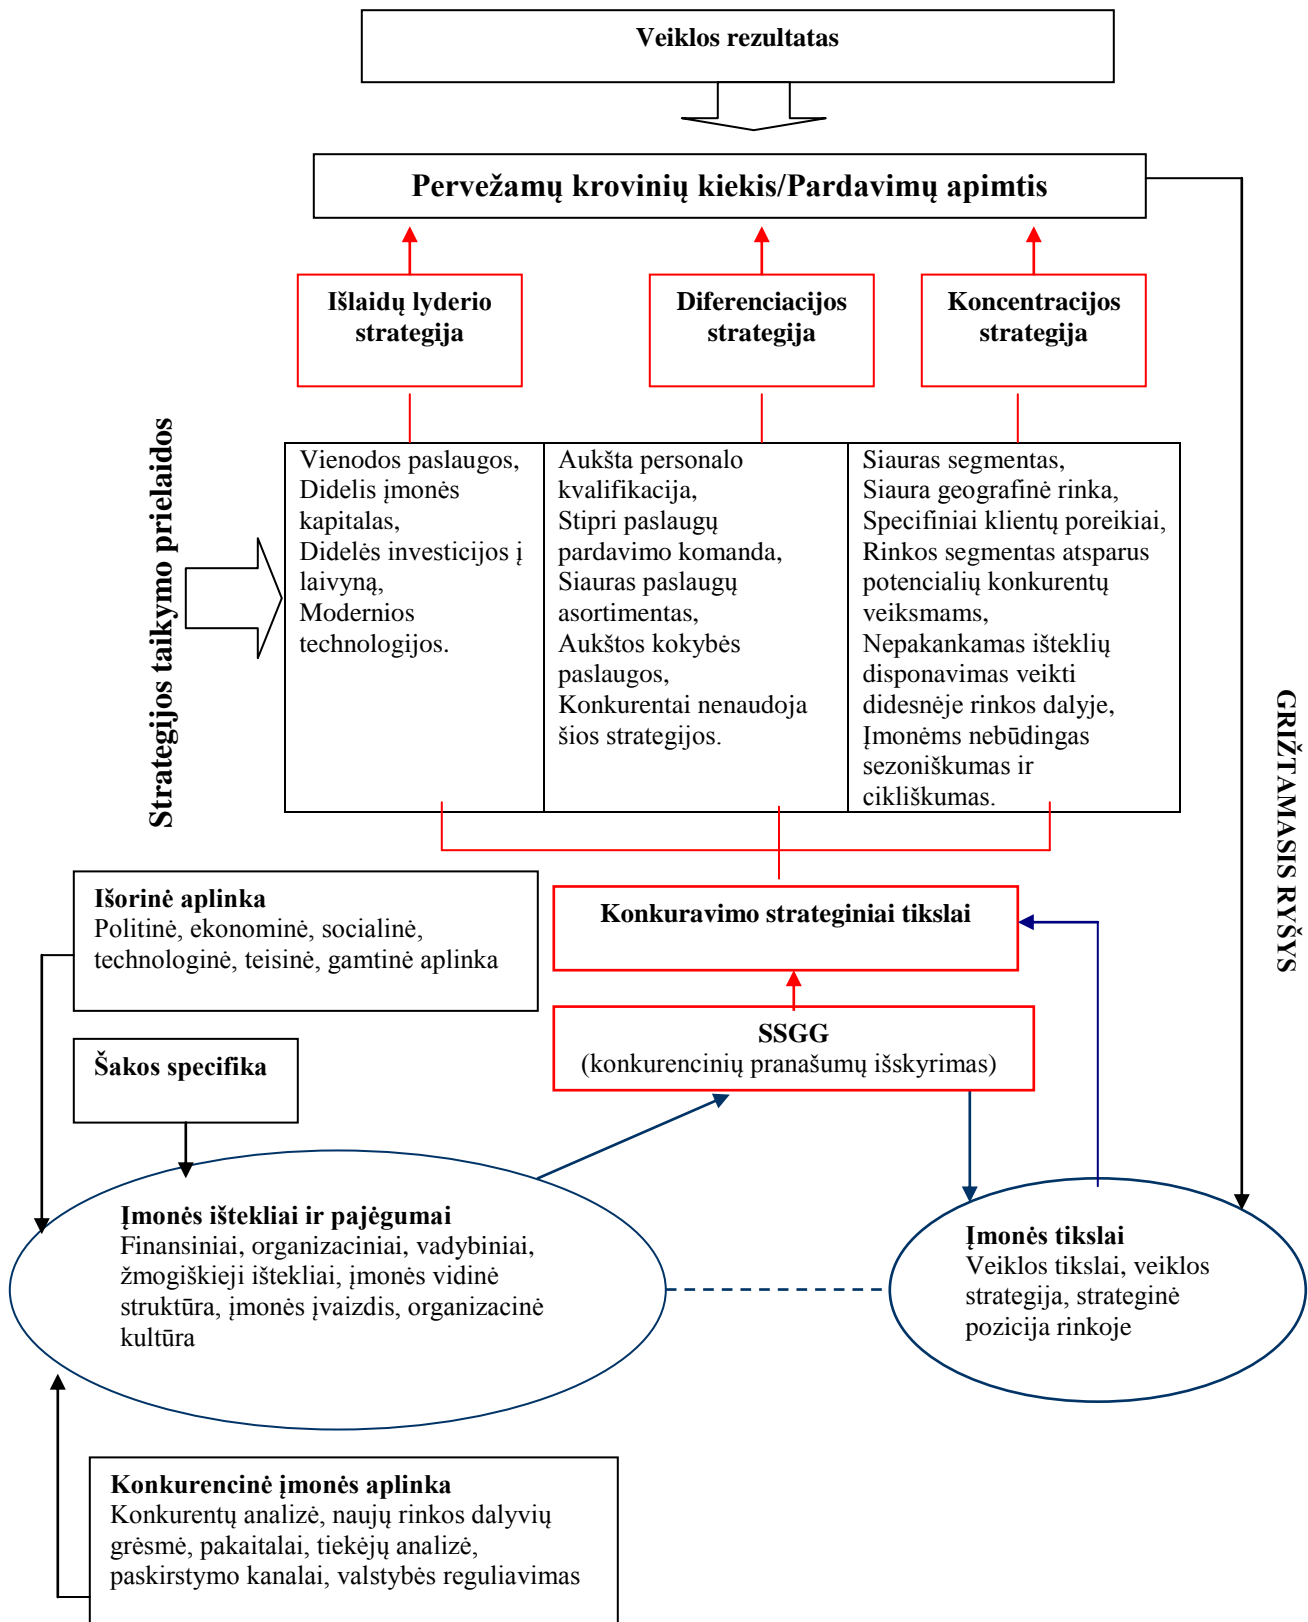 Veiklos rezultatas
Pervežamų krovinių kiekis/Pardavimų apimtis
Išlaidų lyderio
strategija
Diferenciacijos
strategija
Koncentracijos
strategija
Strategijos taikymo prielaidos
Vienodos paslaugos,
Didelis įmonės
kapitalas,
Didelės investicijos į
laivyną,
Modernios
technologijos.
Aukšta personalo
kvalifikacija,
Stipri paslaugų
pardavimo komanda,
Siauras paslaugų
asortimentas,
Aukštos kokybės
paslaugos,
Konkurentai nenaudoja
šios strategijos.
Siauras segmentas,
Siaura geografinė rinka,
Specifiniai klientų poreikiai,
Rinkos segmentas atsparus
potencialių konkurentų
veiksmams,
Nepakankamas išteklių
disponavimas veikti
didesnėje rinkos dalyje,
Įmonėms nebūdingas
sezoniškumas ir
cikliškumas.
GRIŽTAMASIS RYŠYS
Išorinė aplinka
Politinė, ekonominė, socialinė,
technologinė, teisinė, gamtinė aplinka
Konkuravimo strateginiai tikslai
SSGG
(konkurencinių pranašumų išskyrimas)
Šakos specifika
Įmonės ištekliai ir pajėgumai
Finansiniai, organizaciniai, vadybiniai,
žmogiškieji ištekliai, įmonės vidinė
struktūra, įmonės įvaizdis, organizacinė
kultūra
Įmonės tikslai
Veiklos tikslai, veiklos
strategija, strateginė
pozicija rinkoje
Konkurencinė įmonės aplinka
Konkurentų analizė, naujų rinkos dalyvių
grėsmė, pakaitalai, tiekėjų analizė,
paskirstymo kanalai, valstybės reguliavimas